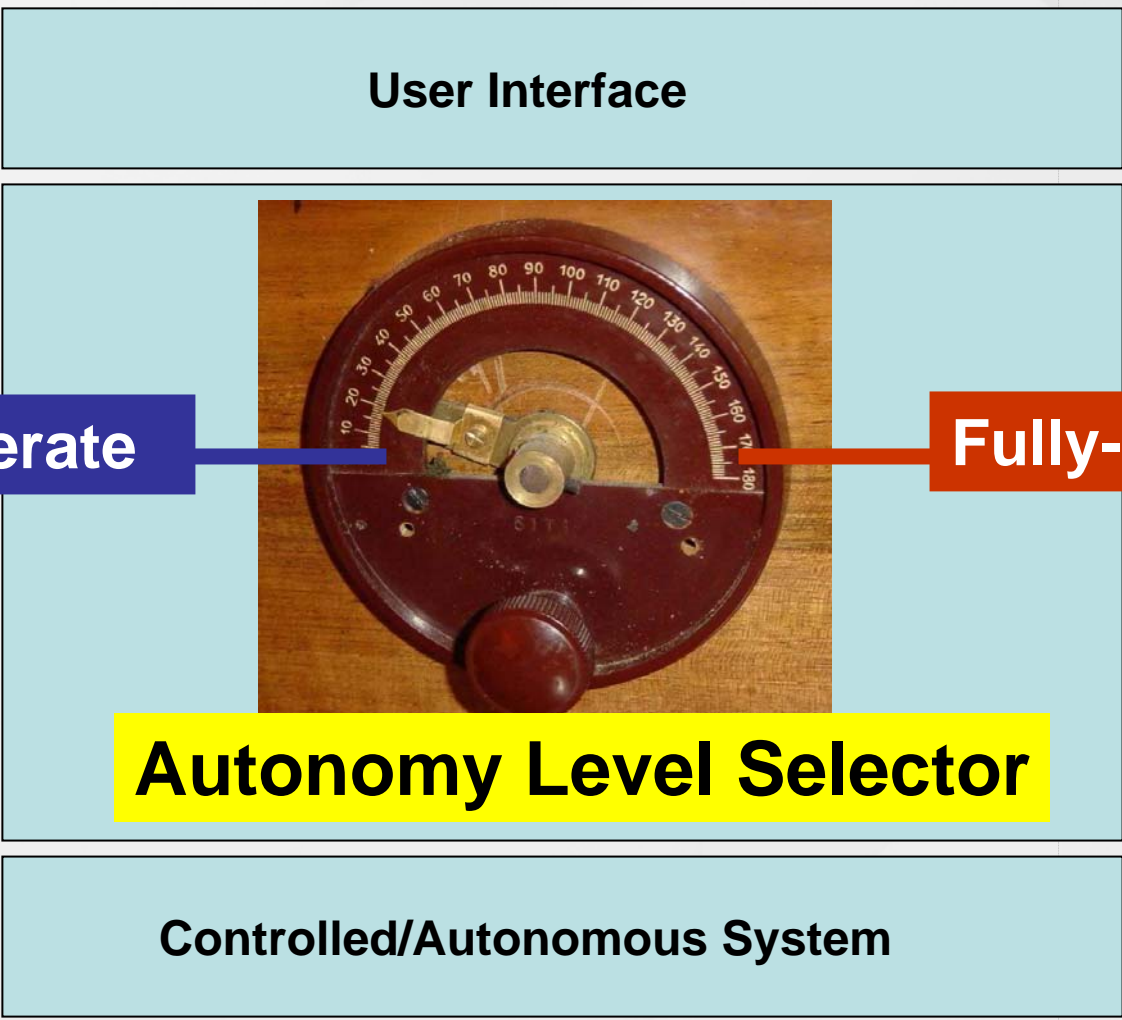 User Interface
10 20 30 40 50 60 70 80 90 100 110 120 130 140 150 160 180
erate
Fully-
5171
Autonomy Level Selector
Controlled/Autonomous System